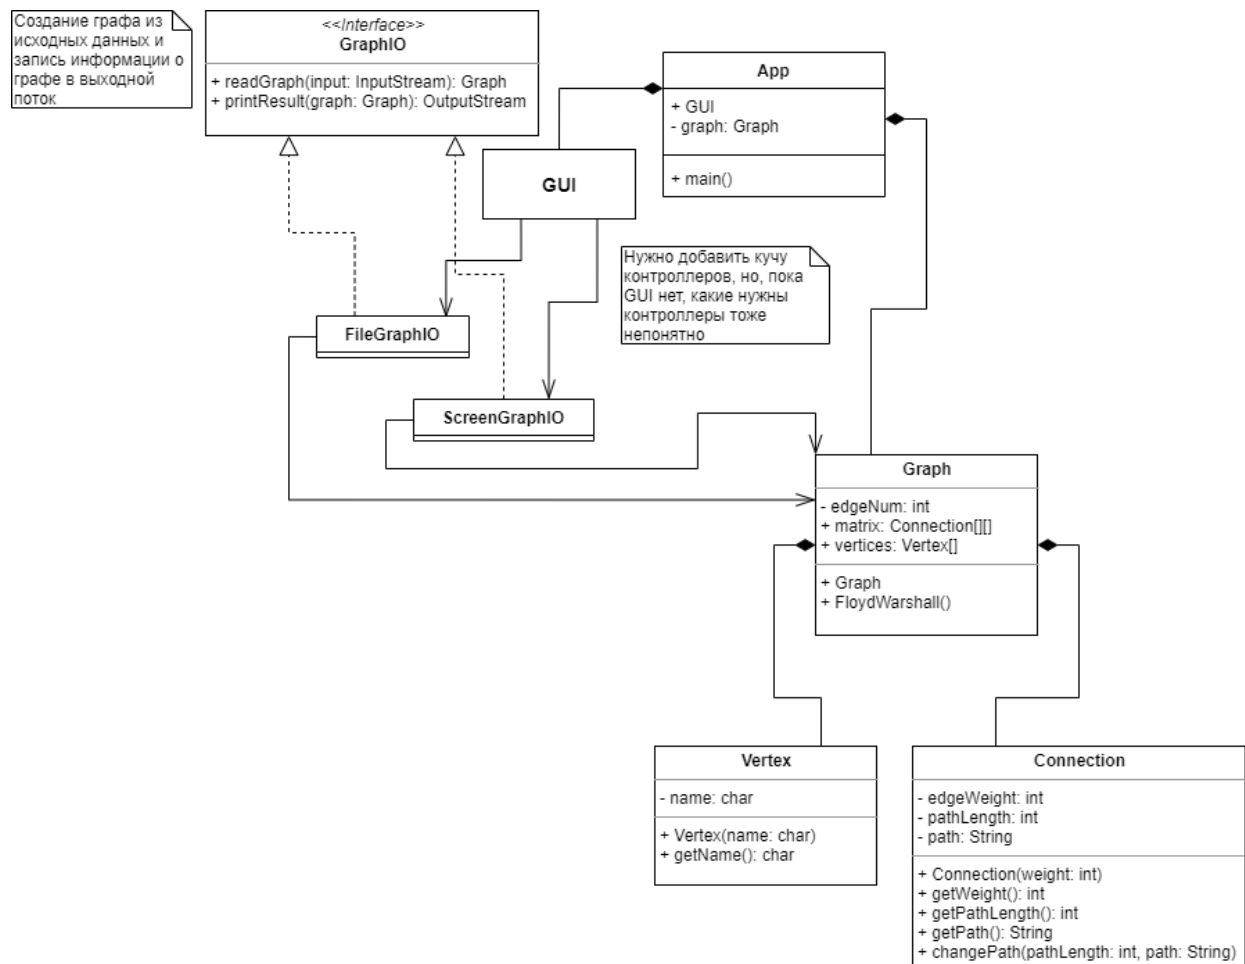 Создание графа из
исходных данных и
запись информации о
графе в выходной
поток
<<Interface>>
GraphIO
+ readGraph(input: InputStream): Graph
+ printResult(graph: Graph): OutputStream
App
+ GUI
- graph: Graph
+ main()
GUI
Нужно добавить кучу
контроллеров, но, пока
GUI нет, какие нужны
контроллеры тоже
непонятно
FileGraphIO
ScreenGraphIO
Graph
- edgeNum: int
+ matrix: Connection[][]
+ vertices: Vertex[]
+ Graph
+ FloydWarshall()
Vertex
- name: char
+ Vertex(name: char)
+ getName(): char
Connection
- edgeWeight: int
- pathLength: int
- path: String
+ Connection(weight: int)
+ getWeight(): int
+ getPathLength(): int
+ getPath(): String
+ changePath(pathLength: int, path: String)